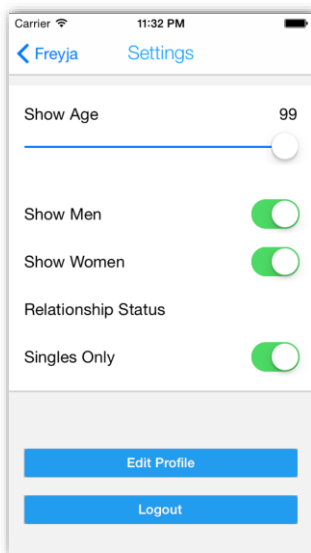 Carrier 11:32 PM
Freyja Settings
Show Age 99
Show Men
Show Women
Relationship Status
Singles Only
Edit Profile
Logout